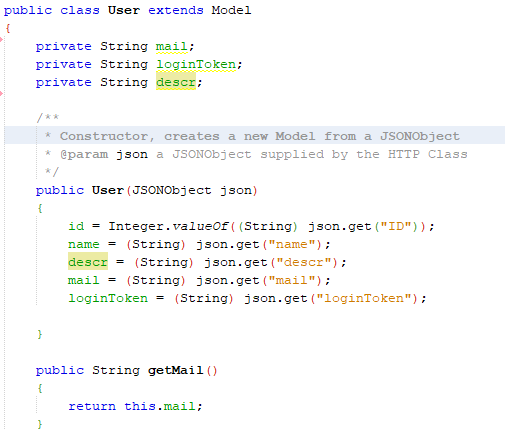 public class User extends Model
{
    private String mail;
    private String loginToken;
    private String descr;

    /**
     * Constructor, creates a new Model from a JSONObject
     * @param json a JSONObject supplied by the HTTP Class
     */
    public User(JSONObject json)
    {
        id = Integer.valueOf((String) json.get("ID"));
        name = (String) json.get("name");
        descr = (String) json.get("descr");
        mail = (String) json.get("mail");
        loginToken = (String) json.get("loginToken");

    }

    public String getMail()
    {
        return this.mail;
    }